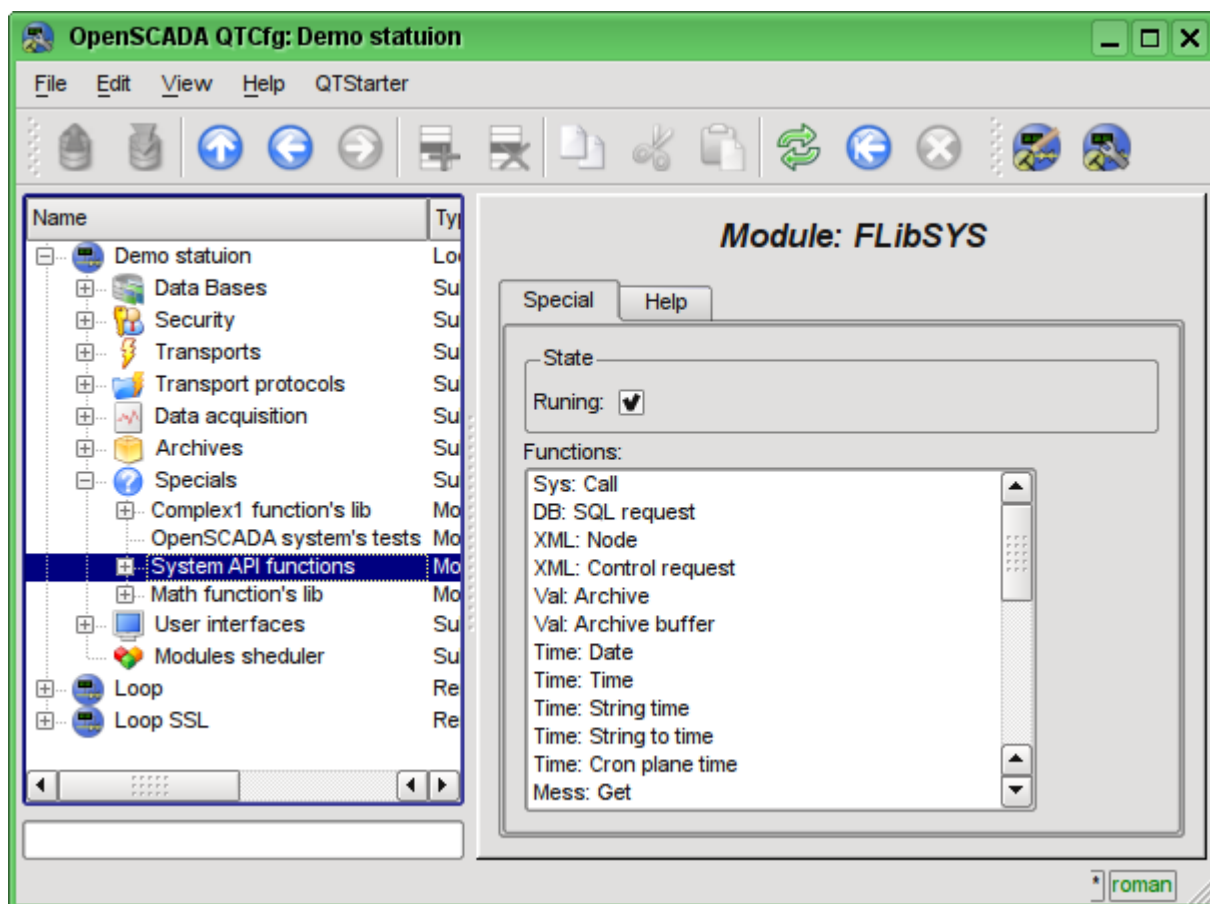 OpenSCADA QTCfg: Demo statuion
File Edit View Help QTStarter
Name Ty
Demo statuion Loc
Data Bases Su
Security Su
Transports Su
Transport protocols Su
Data acquisition Su
Archives Su
Specials Su
Complex1 function's lib Mo
OpenSCADA system's tests Mo
System API functions Mo
Math function's lib Mo
User interfaces Su
Modules sheduler Su
Loop Re
Loop SSL Re
Module: FLibSYS
Special Help
State
Runing:
Functions:
Sys: Call
DB: SQL request
XML: Node
XML: Control request
Val: Archive
Val: Archive buffer
Time: Date
Time: Time
Time: String time
Time: String to time
Time: Cron plane time
Mess: Get
* roman